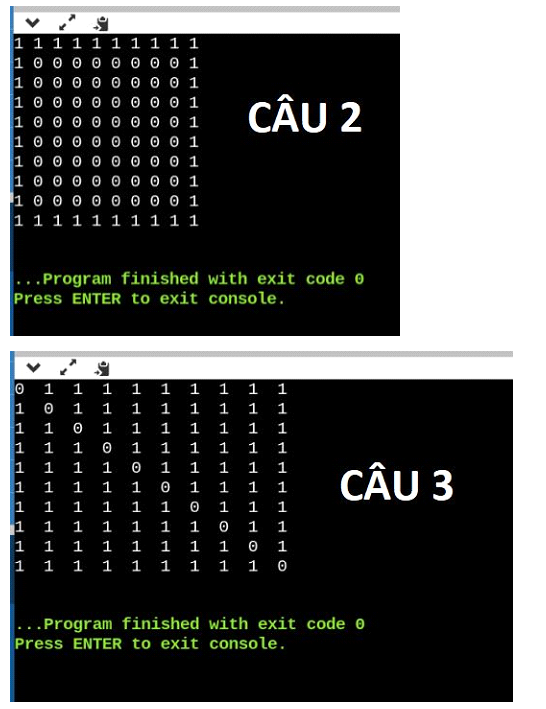 1 1 1 1 1 1 1 1 1 1
1 0 0 0 0 0 0 0 0 1
1 0 0 0 0 0 0 0 0 1
1 0 0 0 0 0 0 0 0 1
1 0 0 0 0 0 0 0 0 1
1 0 0 0 0 0 0 0 0 1
1 0 0 0 0 0 0 0 0 1
1 0 0 0 0 0 0 0 0 1
1 0 0 0 0 0 0 0 0 1
1 1 1 1 1 1 1 1 1 1
CÂU 2
...Program finished with exit code 0
Press ENTER to exit console.
0 1 1 1 1 1 1 1 1 1
1 0 1 1 1 1 1 1 1 1
1 1 0 1 1 1 1 1 1 1
1 1 1 0 1 1 1 1 1 1
1 1 1 1 0 1 1 1 1 1
1 1 1 1 1 0 1 1 1 1
1 1 1 1 1 1 0 1 1 1
1 1 1 1 1 1 1 0 1 1
1 1 1 1 1 1 1 1 0 1
1 1 1 1 1 1 1 1 1 0
CÂU 3
...Program finished with exit code 0
Press ENTER to exit console.